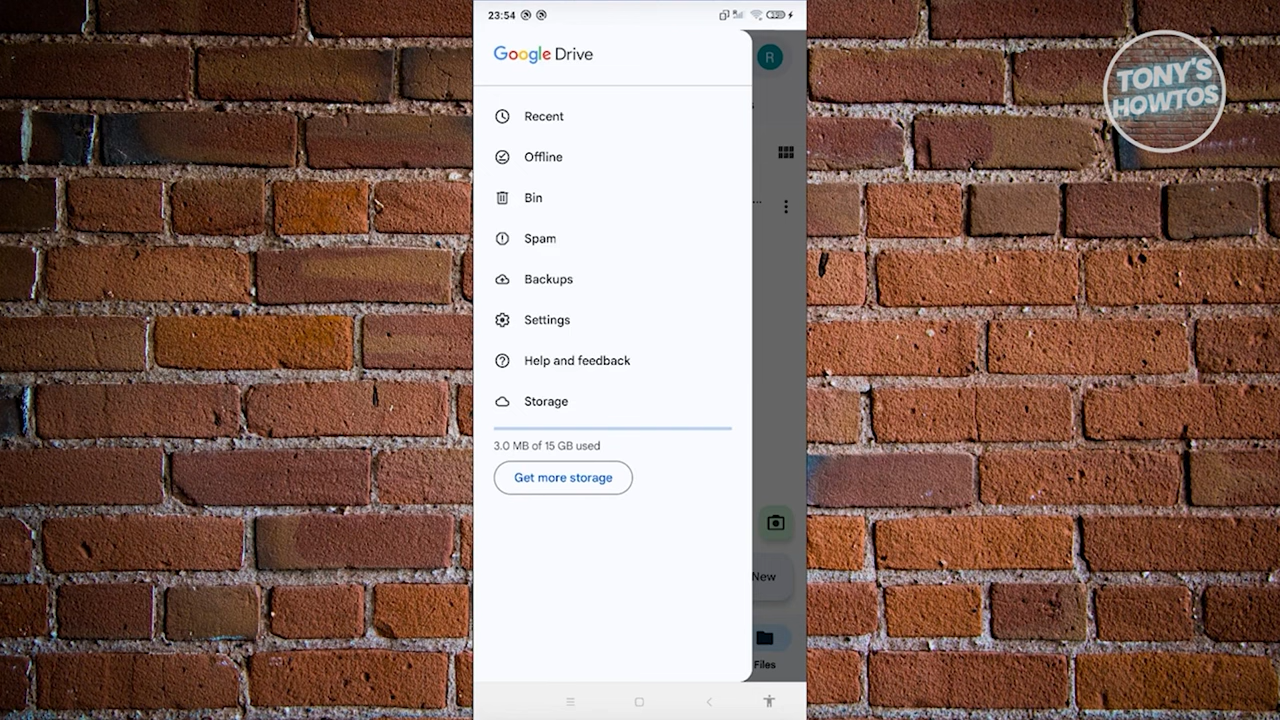 23:54
Google Drive
R
TONY'S
HOWTOS
Recent
Offline
Bin
Spam
Backups
Settings
Help and feedback
Storage
3.0 MB of 15 GB used
Get more storage
New
Files